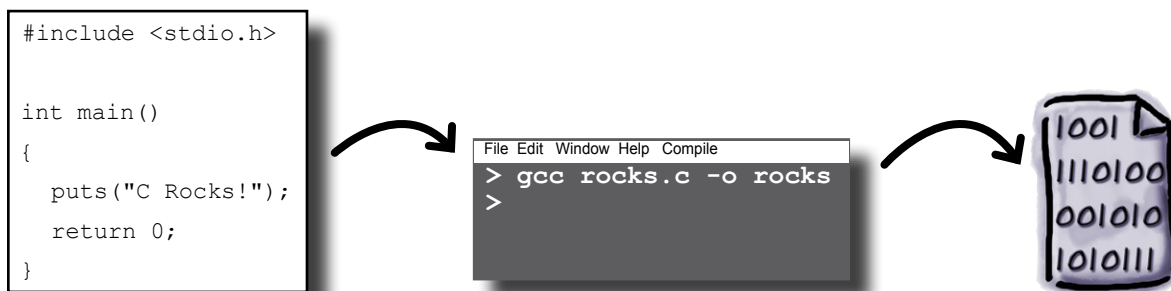 #include <stdio.h>
int main()
{
puts("C Rocks!");
return 0;
}
File Edit Window Help Compile
> gcc rocks.c -o rocks
>
1001
1110100
001010
1010111